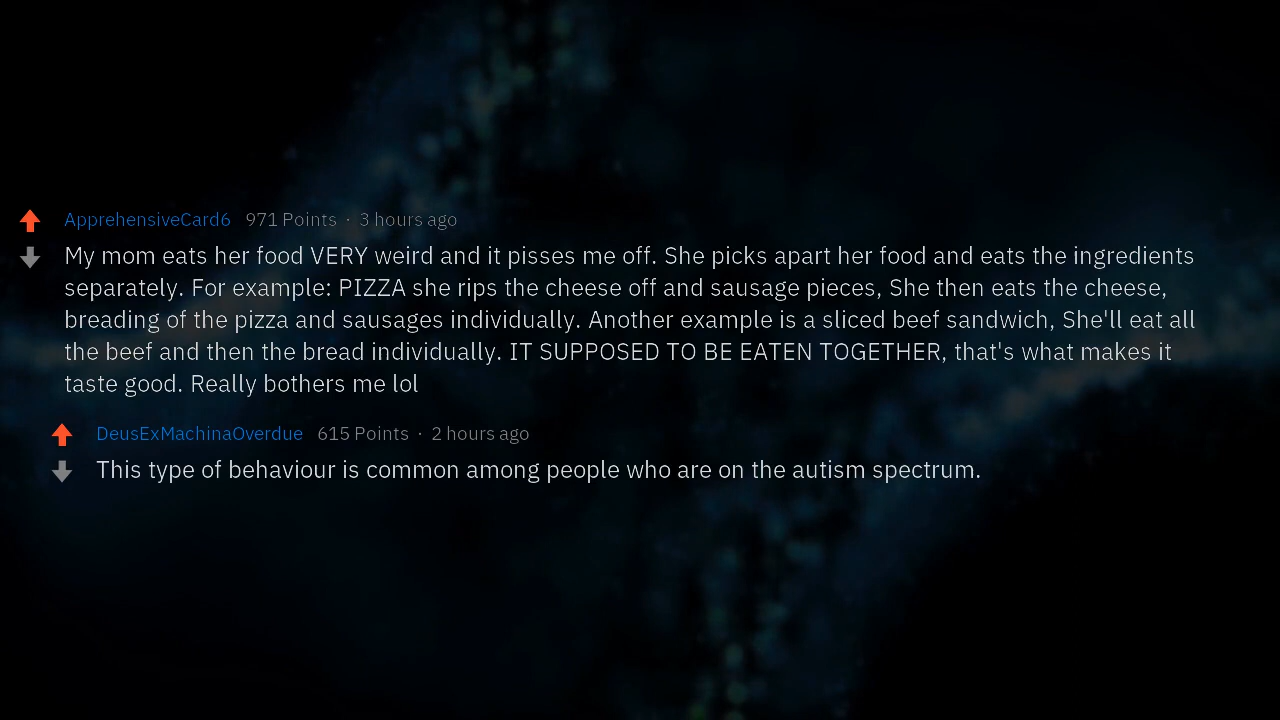 ApprehensiveCard6 971 Points · 3 hours ago
My mom eats her food VERY weird and it pisses me off. She picks apart her food and eats the ingredients
separately. For example: PIZZA she rips the cheese off and sausage pieces, She then eats the cheese,
breading of the pizza and sausages individually. Another example is a sliced beef sandwich, She'll eat all
the beef and then the bread individually. IT SUPPOSED TO BE EATEN TOGETHER, that's what makes it
taste good. Really bothers me lol
DeusExMachinaOverdue 615 Points · 2 hours ago
This type of behaviour is common among people who are on the autism spectrum.